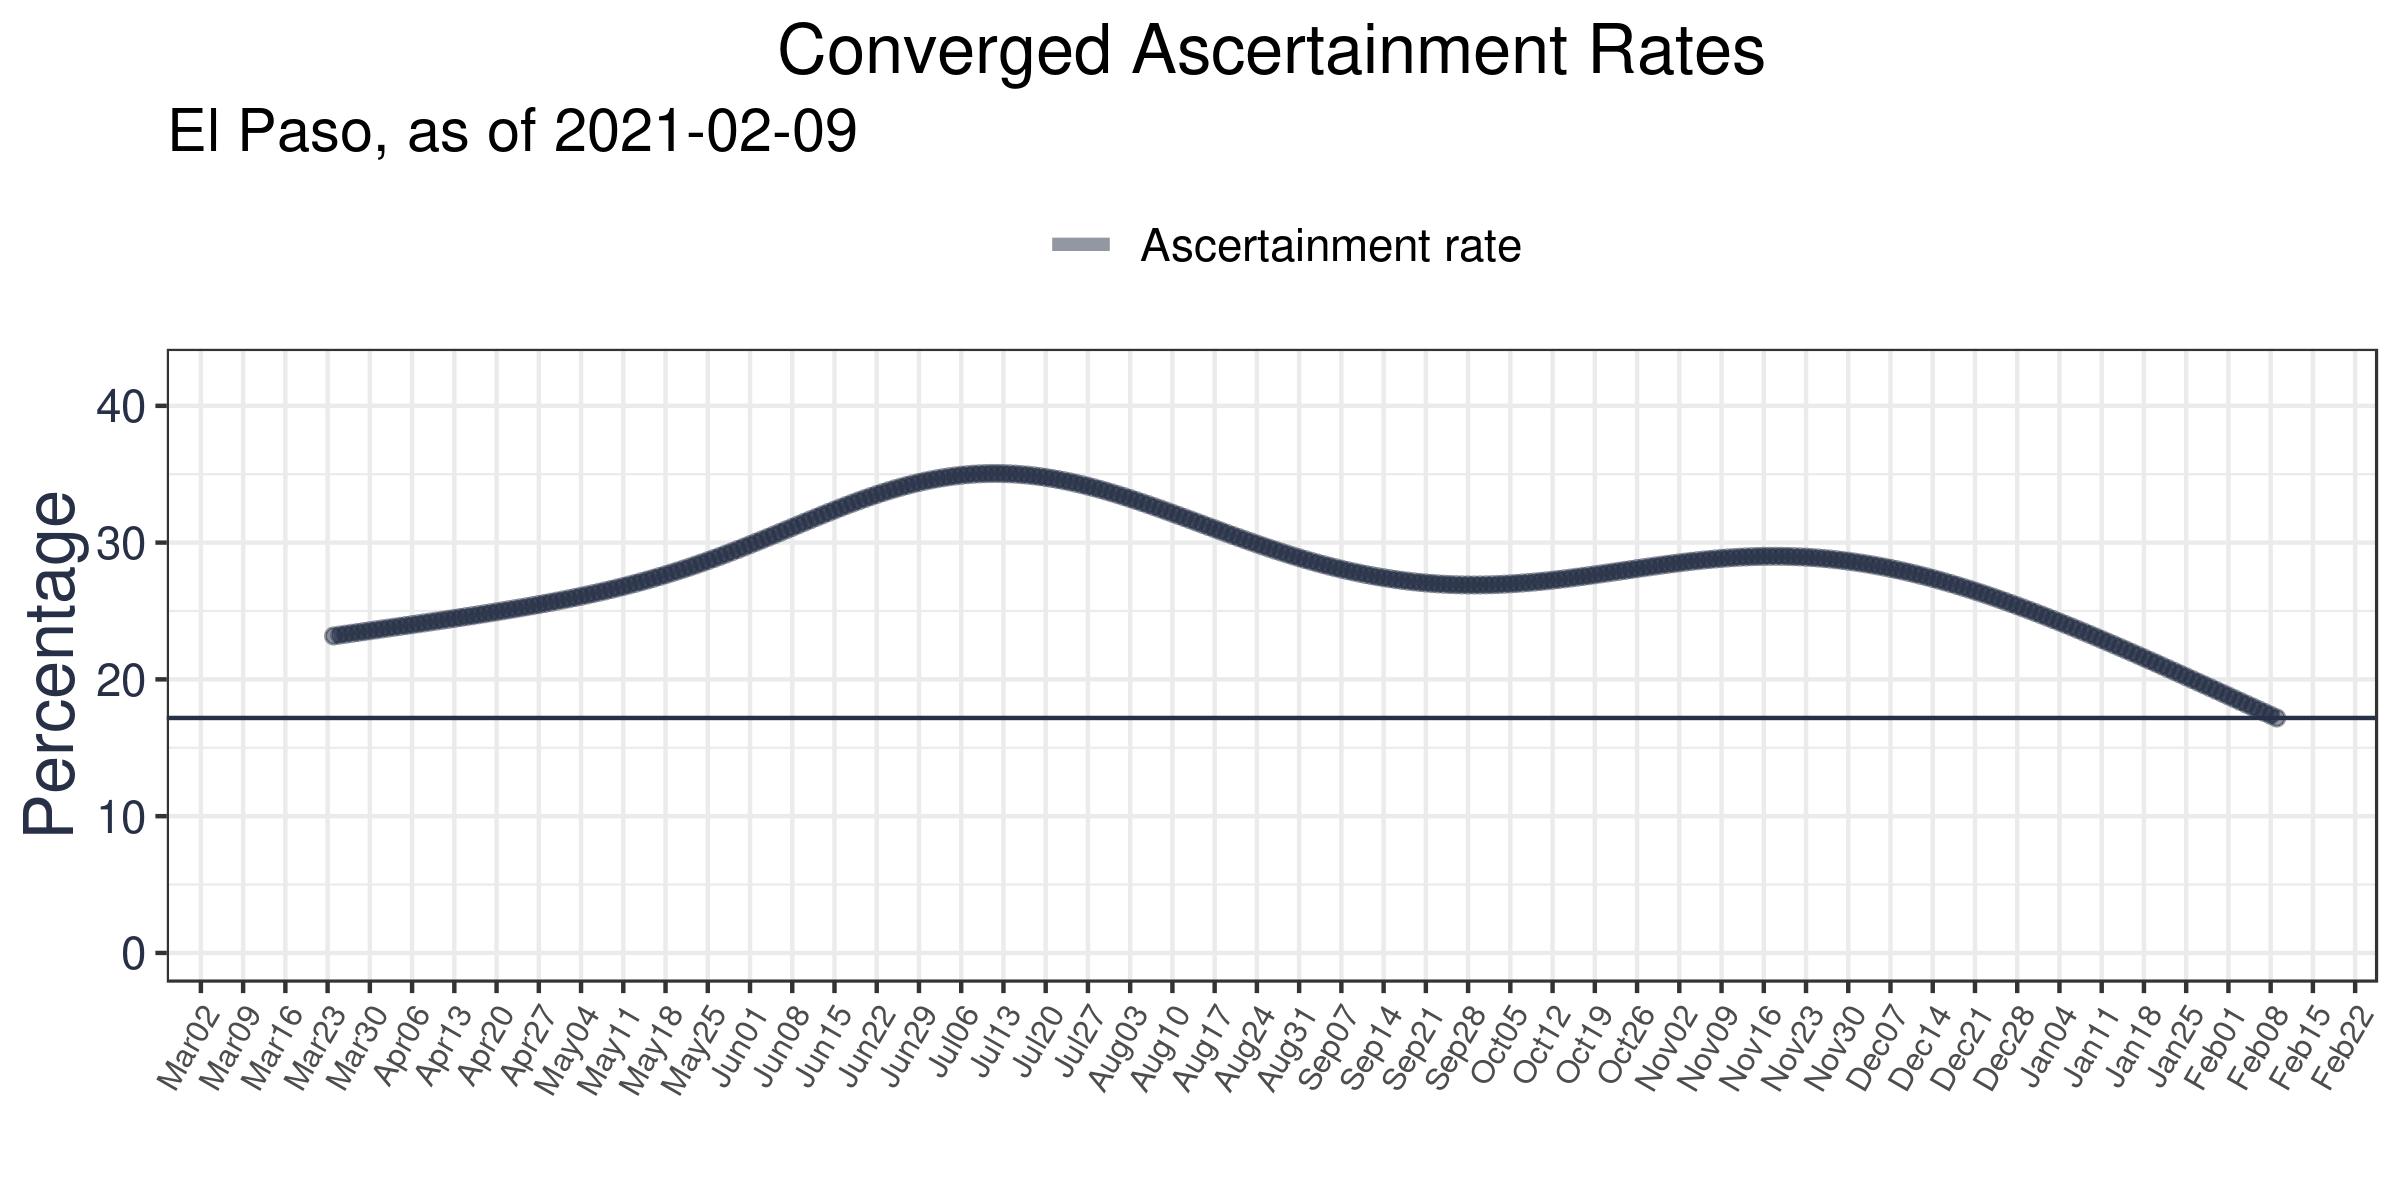 Converged Ascertainment Rates
El Paso, as of 2021-02-09
Ascertainment rate
Percentage
40
30
20
10
0
Mar02 Mar09 Mar16 Mar23 Mar30 Apr06 Apr13 Apr20 Apr27 May04 May11 May18 May25 Jun01 Jun08 Jun15 Jun22 Jun29 Jul06 Jul13 Jul20 Jul27 Aug03 Aug10 Aug17 Aug24 Aug31 Sep07 Sep14 Sep21 Sep28 Oct05 Oct12 Oct19 Oct26 Nov02 Nov09 Nov16 Nov23 Nov30 Dec07 Dec14 Dec21 Dec28 Jan04 Jan11 Jan18 Jan25 Feb01 Feb08 Feb15 Feb22